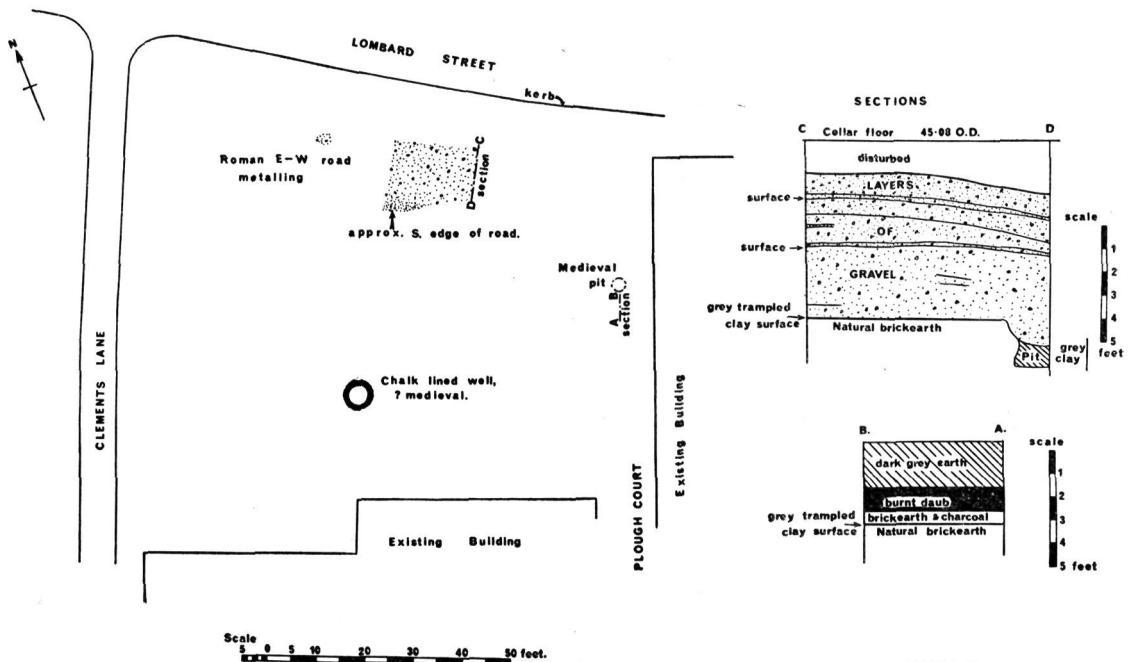 N
LOMBARD STREET
kerb
Roman E-W road
metalling
C
section
D
approx. S. edge of road.
Medieval
pit
B
A
section
Chalk lined well,
? medieval.
CLEMENTS LANE
PLOUGH COURT
Existing Building
Existing Building
Scale
5 0 5 10 20 30 40 50 feet.
SECTIONS
C D
Cellar floor 45·08 O.D.
disturbed
LAYERS
surface
OF
surface
GRAVEL
grey trampled
clay surface
Natural brickearth
Pit
grey
clay
scale
1
2
3
4
5
feet
B. A.
dark grey earth
burnt daub
brickearth & charcoal
grey trampled
clay surface
Natural brickearth
scale
1
2
3
4
5 feet